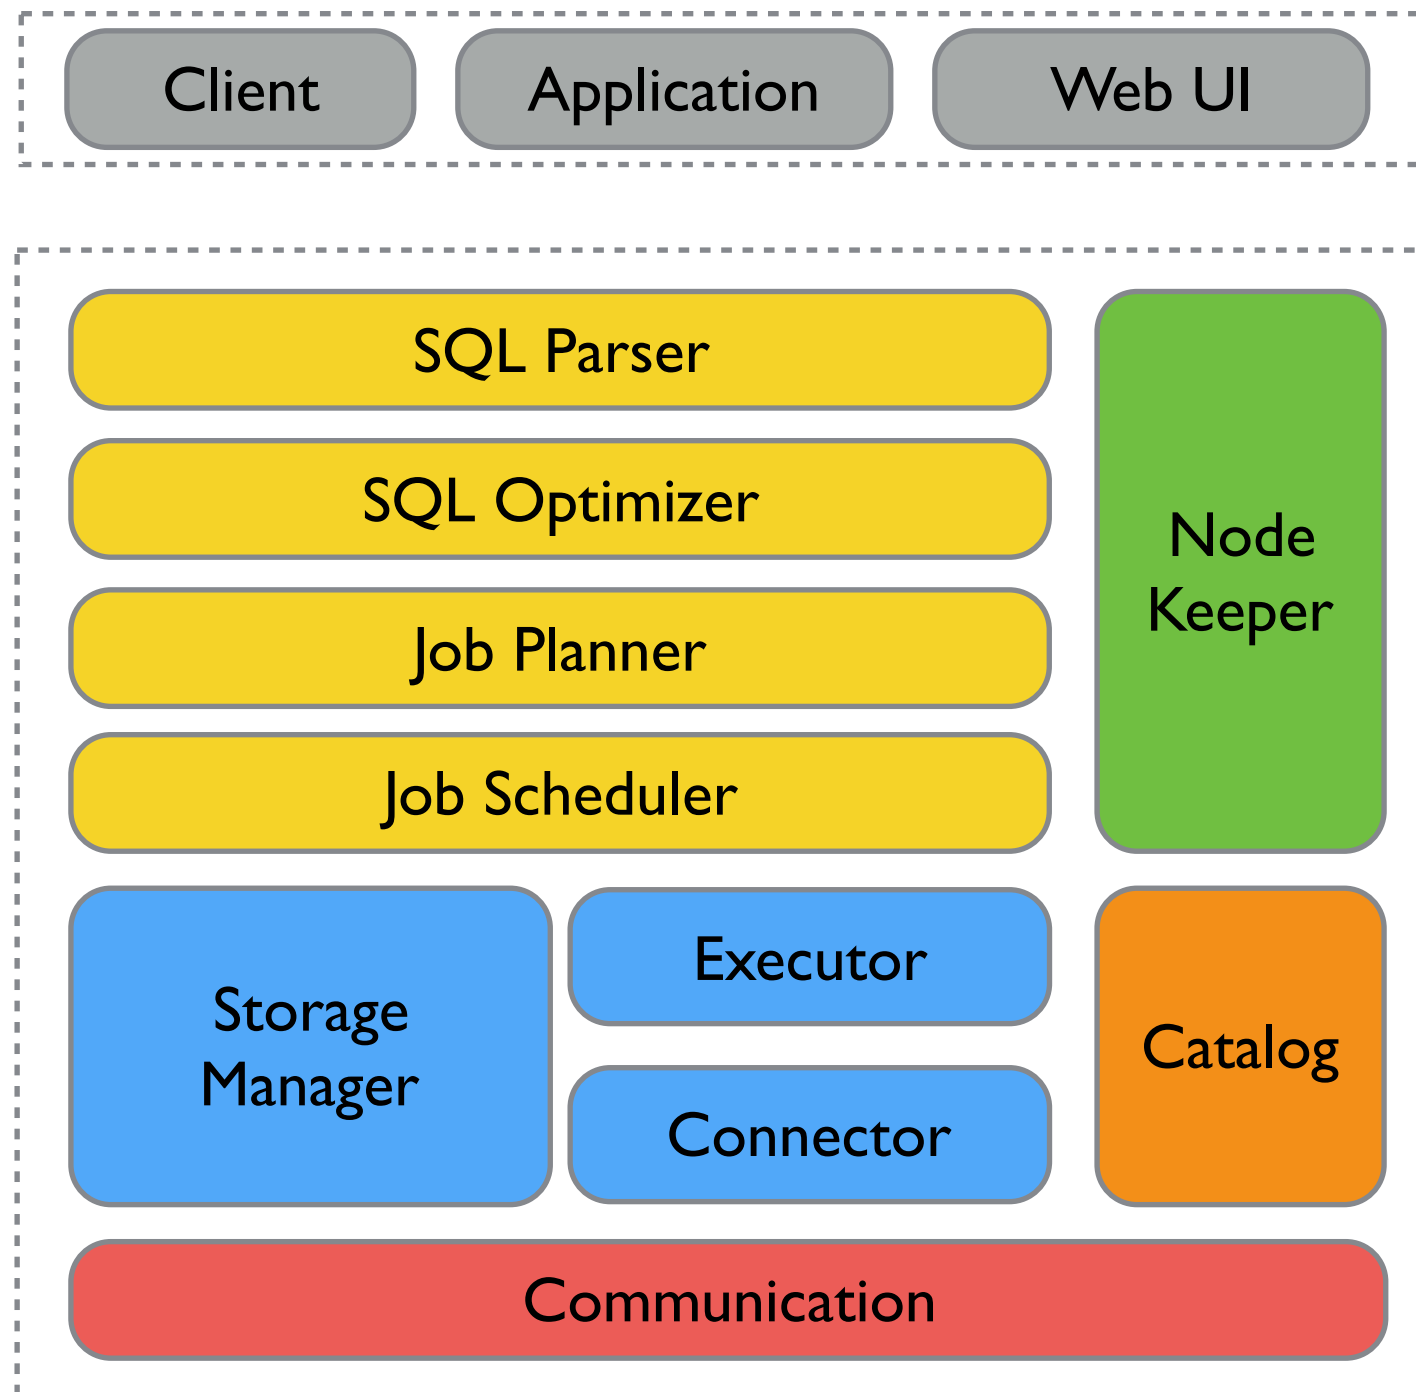 Client
Application
Web UI
SQL Parser
SQL Optimizer
Job Planner
Job Scheduler
Node
Keeper
Storage
Manager
Executor
Connector
Catalog
Communication